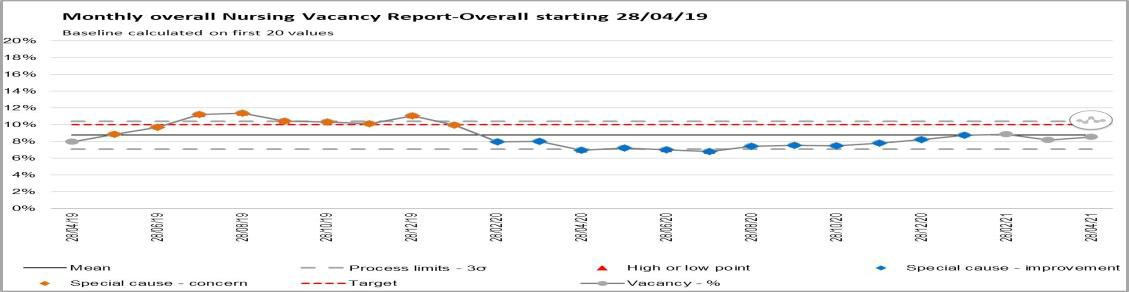 Monthly overall Nursing Vacancy Report-Overall starting 28/04/19
Baseline calculated on first 20 values
20%
18%
16%
14%
12%
10%
8%
6%
4%
2%
0%
28/04/19 28/06/19 28/08/19 28/10/19 28/12/19 28/02/20 28/04/20 28/06/20 28/08/20 28/10/20 28/12/20 28/02/21 28/04/21
Mean Process limits - 3σ High or low point Special cause - improvement
Special cause - concern Target Vacancy - %